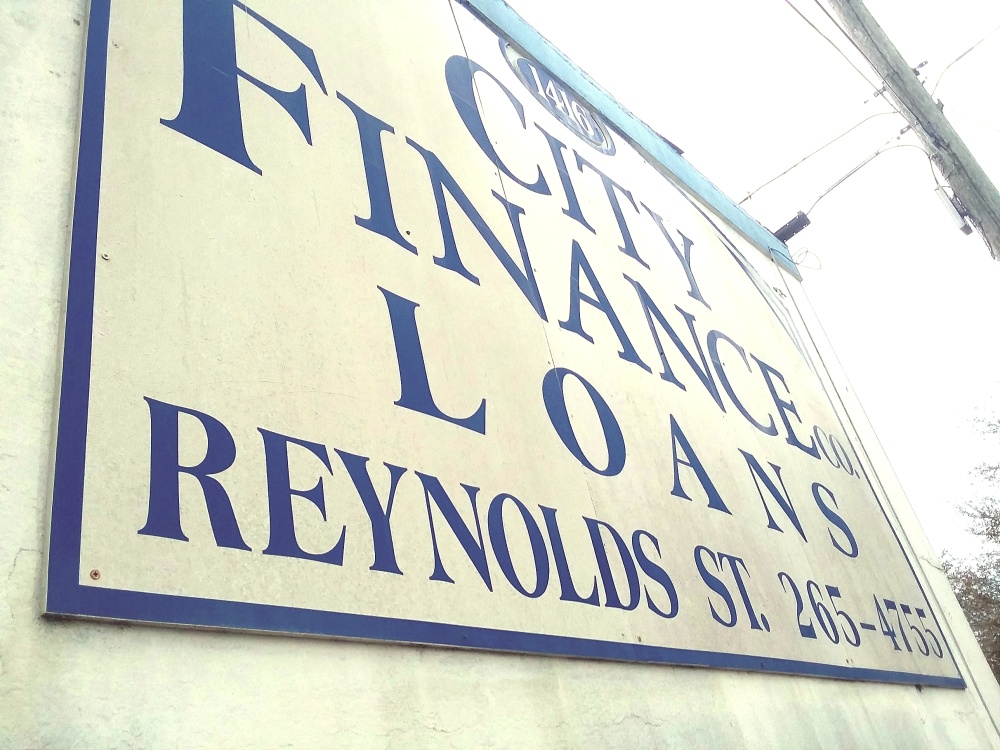 1416
CITY
FINANCE CO.
LOANS
REYNOLDS ST. 265-4755